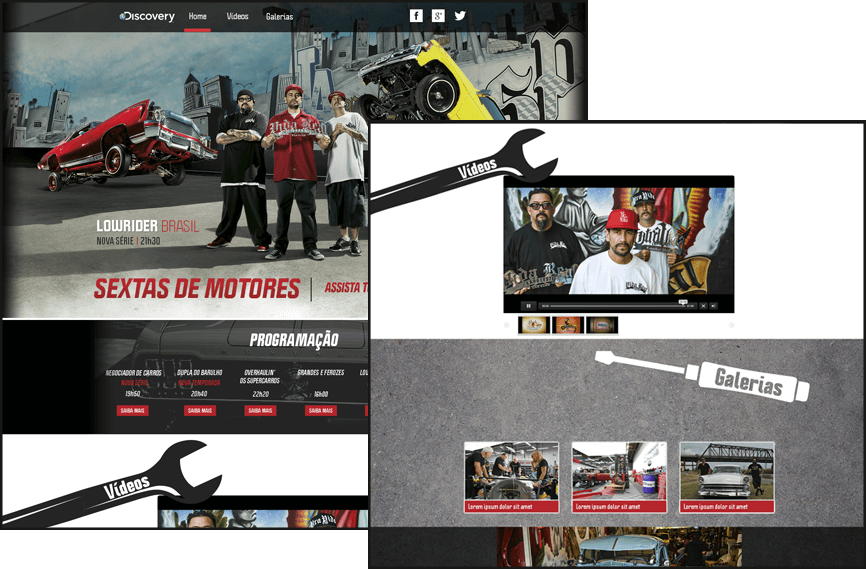 Discovery
Home
Videos
Galerias
LOWRIDER BRASIL
NOVA SÉRIE | 21h30
SEXTAS DE MOTORES
ASSISTA T
PROGRAMAÇÃO
NEGOCIADOR DE CARROS
NOVA SÉRIE
19h50
SAIBA MAIS
DUPLA DO BARULHO
NOVA TEMPORADA
20h40
SAIBA MAIS
OVERHAULIN'
OS SUPERCARROS
22h20
SAIBA MAIS
GRANDES E FEROZES
16h00
SAIBA MAIS
Vídeos
Vídeos
Galerias
Lorem ipsum dolor sit amet
Lorem ipsum dolor sit amet
Lorem ipsum dolor sit amet